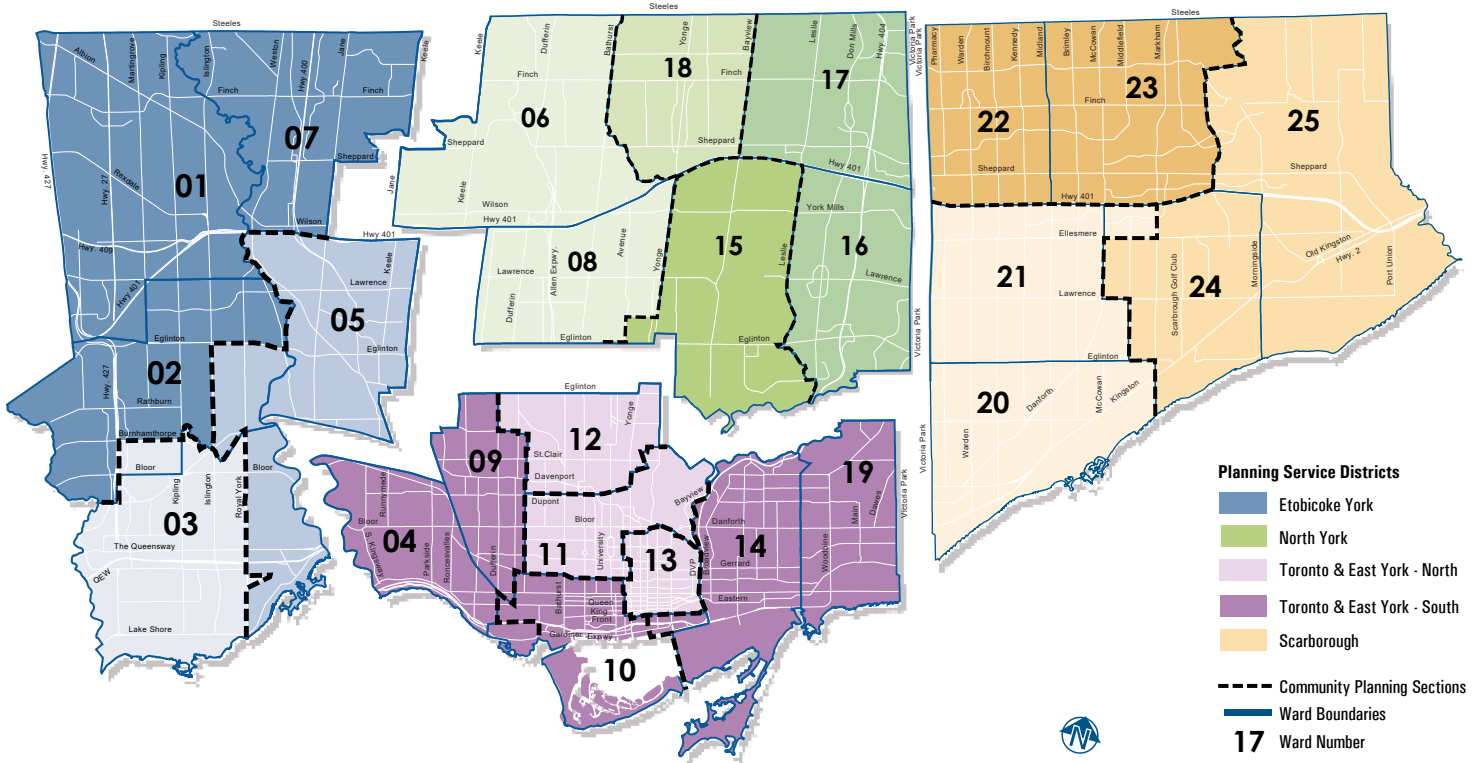 Steeles
Albion
Martingrove
Kipling
Islington
Weston
Hwy 400
Jane
Keele
Finch
Finch
07
Sheppard
Hwy. 427
Hwy. 27
Rexdale
01
Wilson
Hwy 401
Hwy. 409
Hwy 401
Keele
Lawrence
05
Eglinton
Eglinton
02
Hwy. 427
Rathburn
Burnhamthorpe
Bloor
Kipling
Islington
Royal York
Bloor
03
The Queensway
QEW
Lake Shore
Steeles
Keele
Dufferin
Bathurst
Yonge
Bayview
Leslie
Don Mills
Hwy. 404
Victoria Park
Victoria Park
Finch
18
Finch
17
06
Sheppard
Sheppard
Jane
Keele
Wilson
Hwy 401
Hwy 401
York Mills
Avenue
Yonge
15
Leslie
16
08
Lawrence
Allen Expwy.
Lawrence
Dufferin
Eglinton
Eglinton
Victoria Park
Steeles
Pharmacy
Warden
Birchmount
Kennedy
Midland
Brimley
McCowan
Middlefield
Markham
22
Finch
23
25
Sheppard
Sheppard
Hwy 401
Ellesmere
Old Kingston
Hwy. 2
Port Union
21
Lawrence
Scarbrough Golf Club
24
Morningside
Eglinton
20
Danforth
McCowan
Kingston
Victoria Park
Warden
Eglinton
12
Yonge
St.Clair
Davenport
09
Runnymede
Dupont
Bayview
19
Main
Dawes
Victoria Park
Bloor
Bloor
Danforth
04
S. Kingsway
Parkside
Roncesvalles
Dufferin
11
University
13
DVP
Broadview
14
Gerrard
Woodbine
Bathurst
Queen
King
Front
Eastern
Gardiner Expwy
10
Planning Service Districts
Etobicoke York
North York
Toronto & East York - North
Toronto & East York - South
Scarborough
Community Planning Sections
Ward Boundaries
17 Ward Number
N